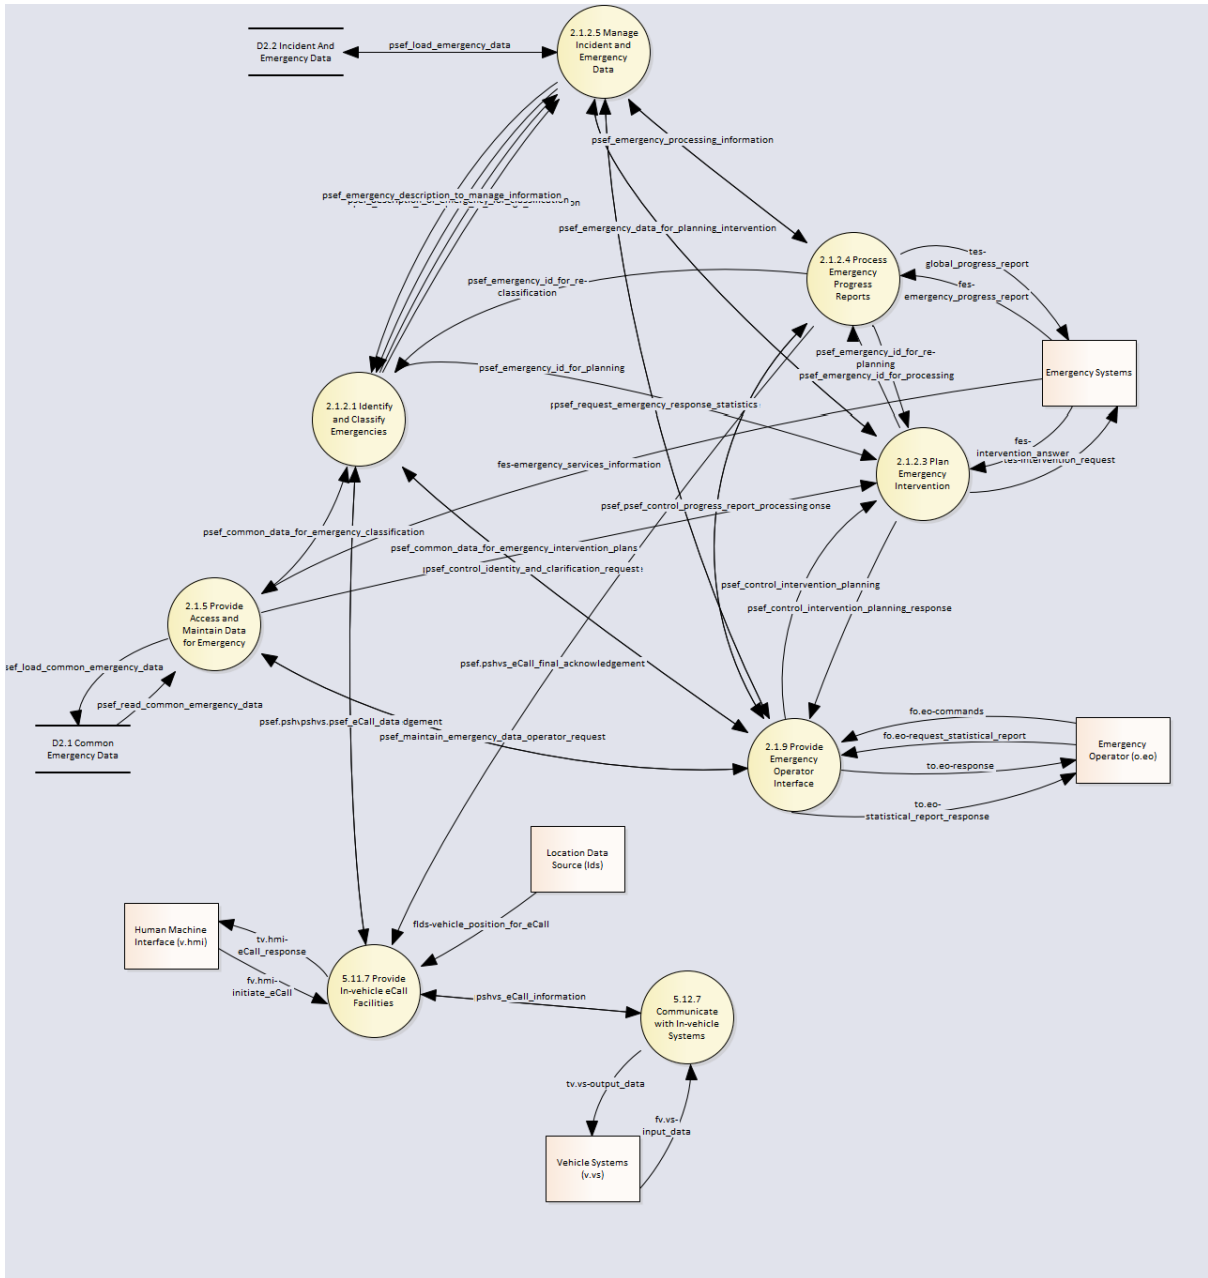 2.1.2.5 Manage
Incident and
Emergency
Data
D2.2 Incident And
Emergency Data
psef_load_emergency_data
psef_emergency_processing_information
psef_emergency_description_to_manage_information
psef_emergency_data_for_planning_intervention
2.1.2.4 Process
Emergency
Progress
Reports
tes-
global_progress_report
fes-
emergency_progress_report
psef_emergency_id_for_re-
classification
psef_emergency_id_for_re-
planning
psef_emergency_id_for_processing
Emergency Systems
psef_emergency_id_for_planning
2.1.2.1 Identify
and Classify
Emergencies
psef_request_emergency_response_statistics
fes-
intervention_answer
tes-intervention_request
2.1.2.3 Plan
Emergency
Intervention
fes-emergency_services_information
psef_control_progress_report_processing
onse
psef_common_data_for_emergency_classification
psef_common_data_for_emergency_intervention_plans
psef_control_identity_and_clarification_request
psef_control_intervention_planning
psef_control_intervention_planning_response
2.1.5 Provide
Access and
Maintain Data
for Emergency
sef_load_common_emergency_data
psef_read_common_emergency_data
psef.pshvs_eCall_final_acknowledgement
D2.1 Common
Emergency Data
pshvs.psef_eCall_data
dgement
psef_maintain_emergency_data_operator_request
2.1.9 Provide
Emergency
Operator
Interface
fo.eo-commands
fo.eo-request_statistical_report
to.eo-response
to.eo-
statistical_report_response
Emergency
Operator (o.eo)
Location Data
Source (lds)
flds-vehicle_position_for_eCall
Human Machine
Interface (v.hmi)
tv.hmi-
eCall_response
fv.hmi-
initiate_eCall
5.11.7 Provide
In-vehicle eCall
Facilities
pshvs_eCall_information
5.12.7
Communicate
with In-vehicle
Systems
tv.vs-output_data
fv.vs-
input_data
Vehicle Systems
(v.vs)